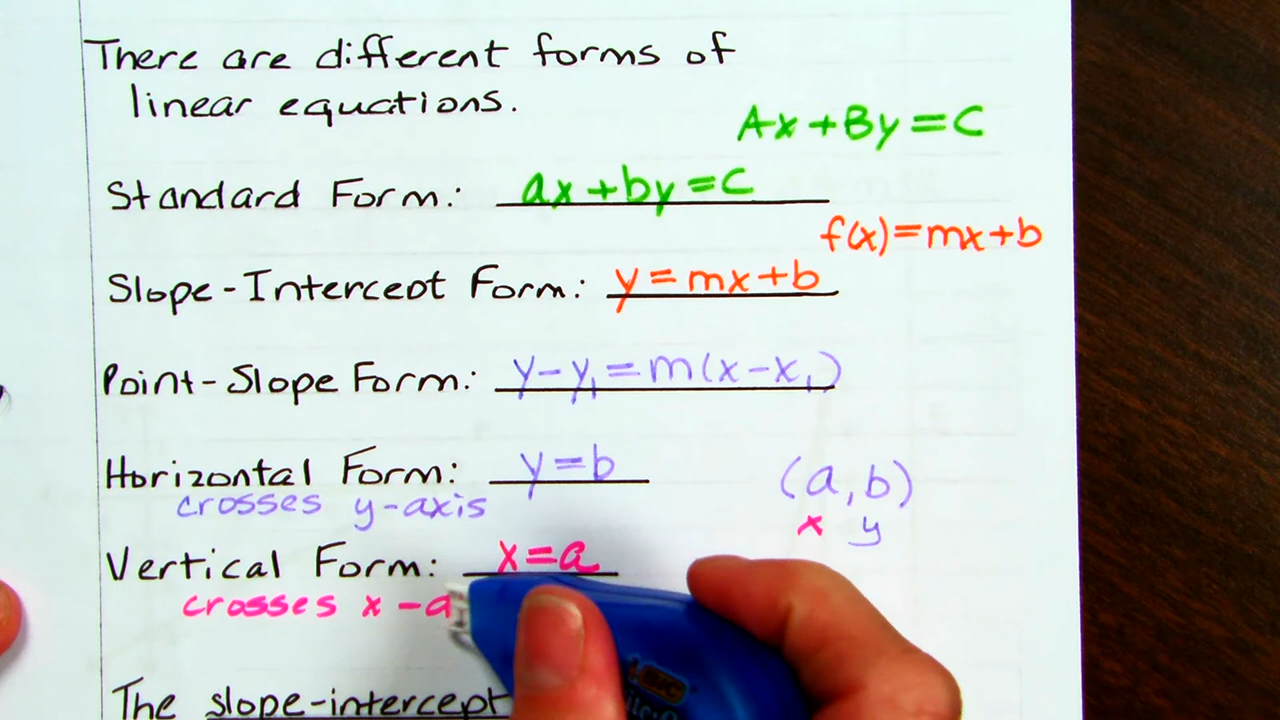 There are different forms of
linear equations.
Ax+By=C
Standard Form: ax+by=c
f(x)=mx+b
Slope-Intercept Form: y=mx+b
Point-Slope Form: y-y₁=m(x-x₁)
Horizontal Form: y=b
crosses y-axis
(a,b)
x y
Vertical Form: x=a
crosses x-a
The slope-intercept